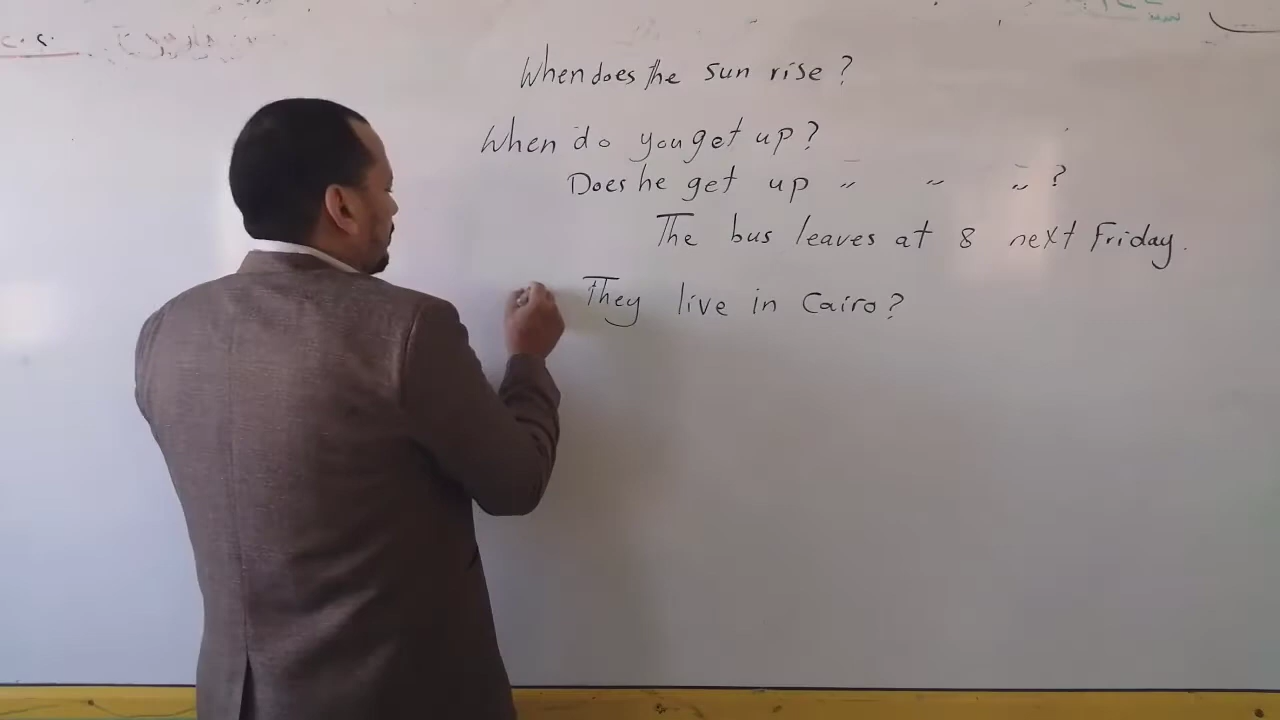 ٢٠٢٠
When does the sun rise?
When do you get up?
Does he get up " " " ?
The bus leaves at 8 next Friday.
They live in Cairo?